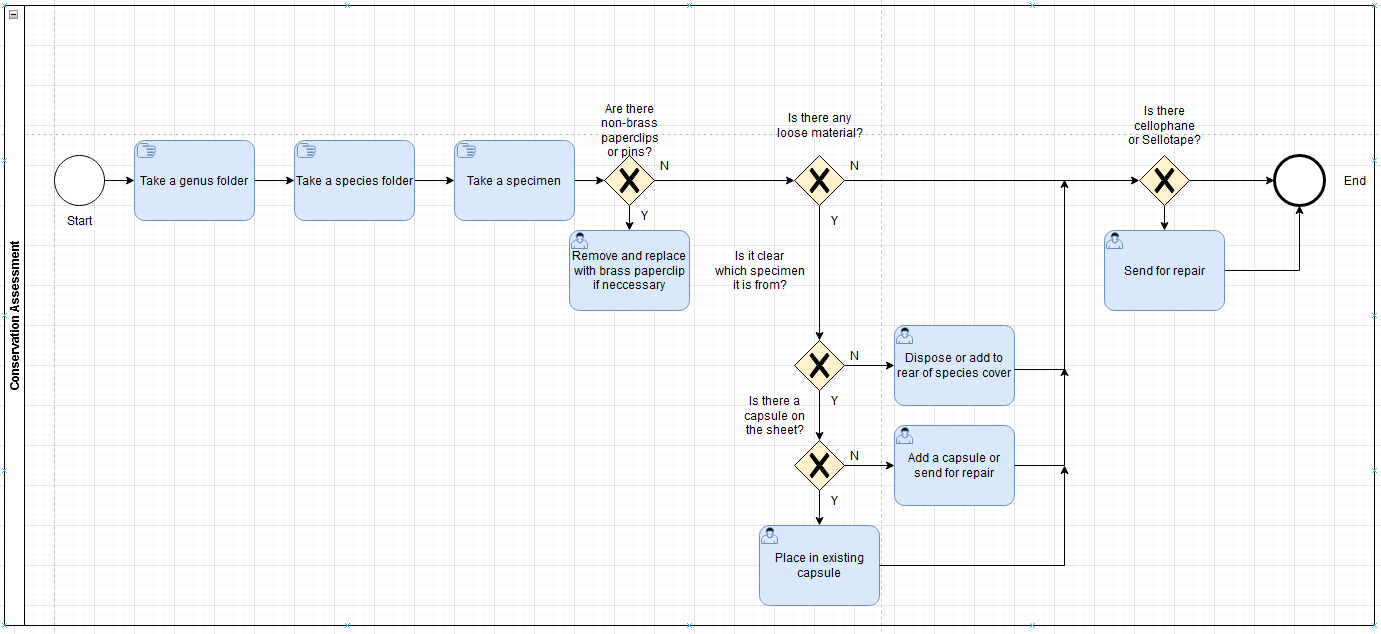 Conservation Assessment
Start
Take a genus folder
Take a species folder
Take a specimen
Are there
non-brass
paperclips
or pins?
N
Y
Remove and replace
with brass paperclip
if neccessary
Is there any
loose material?
N
Y
Is it clear
which specimen
it is from?
N
Y
Dispose or add to
rear of species cover
Is there a
capsule on
the sheet?
N
Y
Add a capsule or
send for repair
Place in existing
capsule
Is there
cellophane
or Sellotape?
Send for repair
End